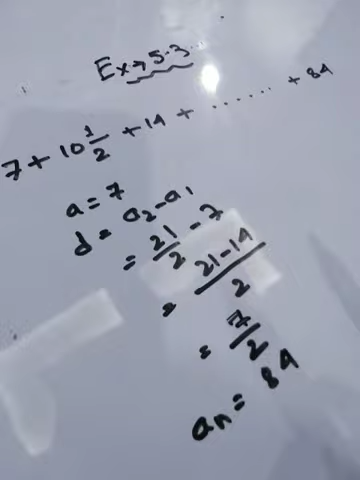 Ex→5.3
7 + 10 1/2 + 14 + ...... + 84
a = 7
d = a₂-a₁
= 21/2 - 7
= 21-14/2
= 7/2
aₙ = 84